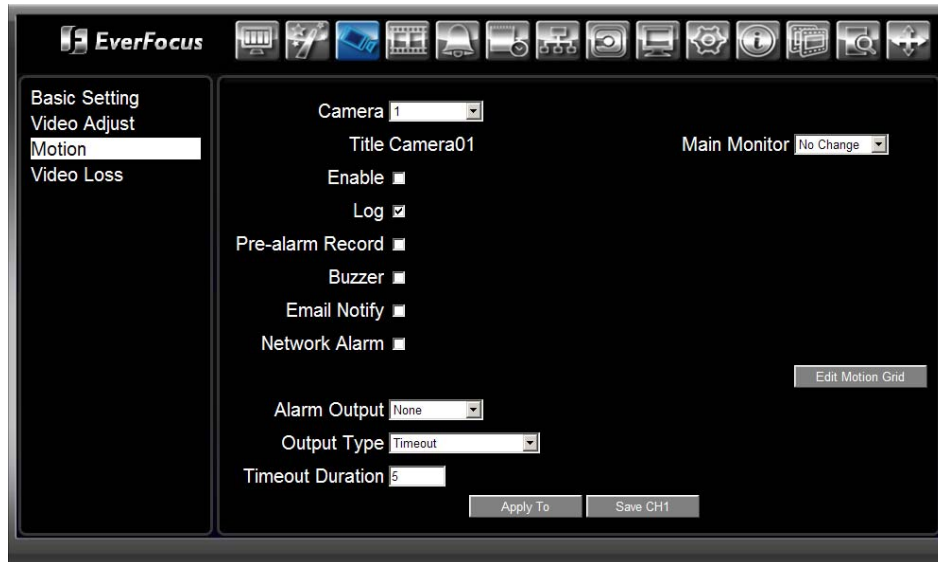 EverFocus
Basic Setting
Video Adjust
Motion
Video Loss
Camera 1
Title Camera01
Main Monitor No Change
Enable
Log
Pre-alarm Record
Buzzer
Email Notify
Network Alarm
Edit Motion Grid
Alarm Output None
Output Type Timeout
Timeout Duration 5
Apply To Save CH1